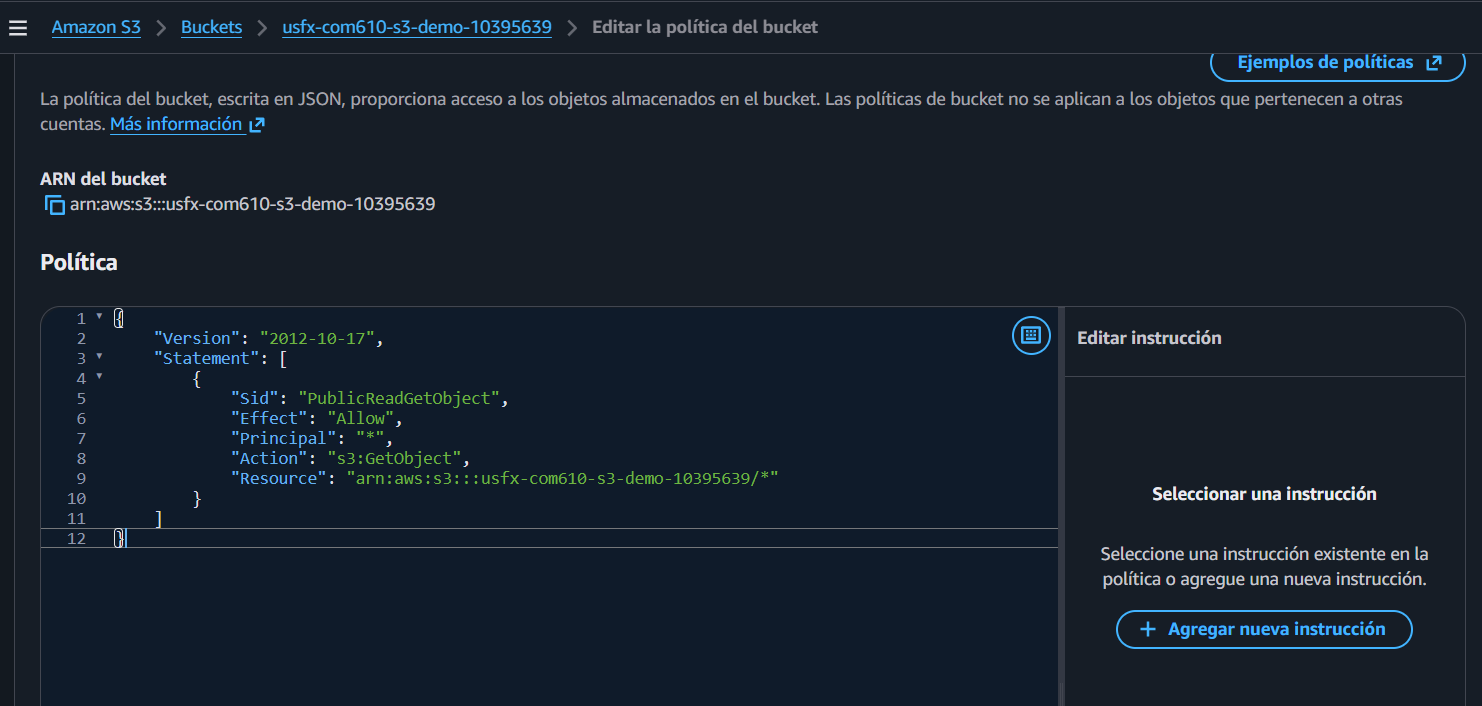 Amazon S3 > Buckets > usfx-com610-s3-demo-10395639 > Editar la política del bucket
Ejemplos de políticas
La política del bucket, escrita en JSON, proporciona acceso a los objetos almacenados en el bucket. Las políticas de bucket no se aplican a los objetos que pertenecen a otras
cuentas. Más información
ARN del bucket
arn:aws:s3:::usfx-com610-s3-demo-10395639
Política
1 {
2 "Version": "2012-10-17",
3 "Statement": [
4 {
5 "Sid": "PublicReadGetObject",
6 "Effect": "Allow",
7 "Principal": "*",
8 "Action": "s3:GetObject",
9 "Resource": "arn:aws:s3:::usfx-com610-s3-demo-10395639/*"
10 }
11 ]
12 }
Editar instrucción
Seleccionar una instrucción
Seleccione una instrucción existente en la
política o agregue una nueva instrucción.
+ Agregar nueva instrucción